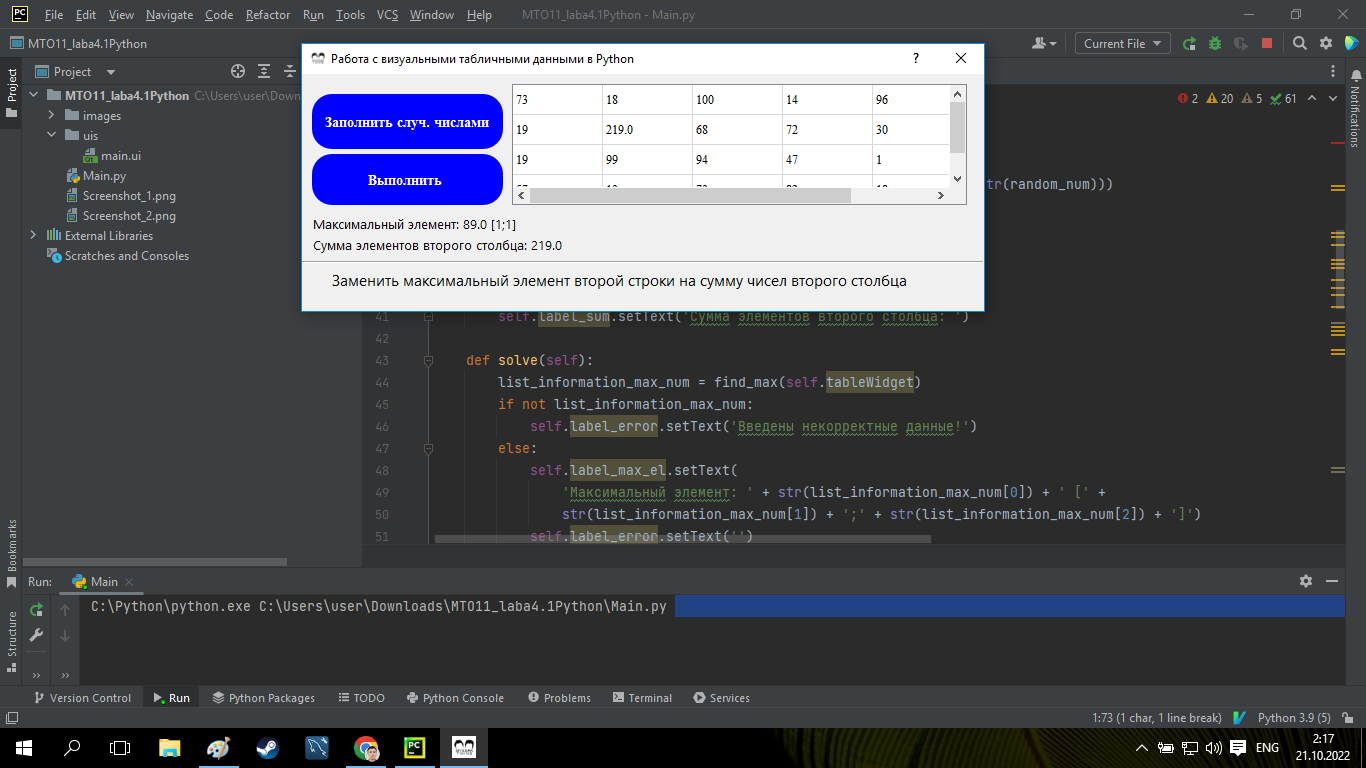 File Edit View Navigate Code Refactor Run Tools VCS Window Help MTO11_laba4.1Python - Main.py
MTO11_laba4.1Python
Current File
Project
MTO11_laba4.1Python C:\Users\user\Down
images
uis
main.ui
Main.py
Screenshot_1.png
Screenshot_2.png
External Libraries
Scratches and Consoles
Project
Bookmarks
Structure
Notifications
2 20 5 61
Работа с визуальными табличными данными в Python
Заполнить случ. числами
Выполнить
73 18 100 14 96
19 219.0 68 72 30
19 99 94 47 1
Максимальный элемент: 89.0 [1;1]
Сумма элементов второго столбца: 219.0
Заменить максимальный элемент второй строки на сумму чисел второго столбца
tr(random_num)))
41 self.label_sum.setText('Сумма элементов второго столбца: ')
42
43 def solve(self):
44 list_information_max_num = find_max(self.tableWidget)
45 if not list_information_max_num:
46 self.label_error.setText('Введены некорректные данные!')
47 else:
48 self.label_max_el.setText(
49 'Максимальный элемент: ' + str(list_information_max_num[0]) + ' [' +
50 str(list_information_max_num[1]) + ';' + str(list_information_max_num[2]) + ']')
51 self.label_error.setText('')
Run: Main
C:\Python\python.exe C:\Users\user\Downloads\MTO11_laba4.1Python\Main.py
Version Control Run Python Packages TODO Python Console Problems Terminal Services
1:73 (1 char, 1 line break) Python 3.9 (5)
ENG
2:17
21.10.2022